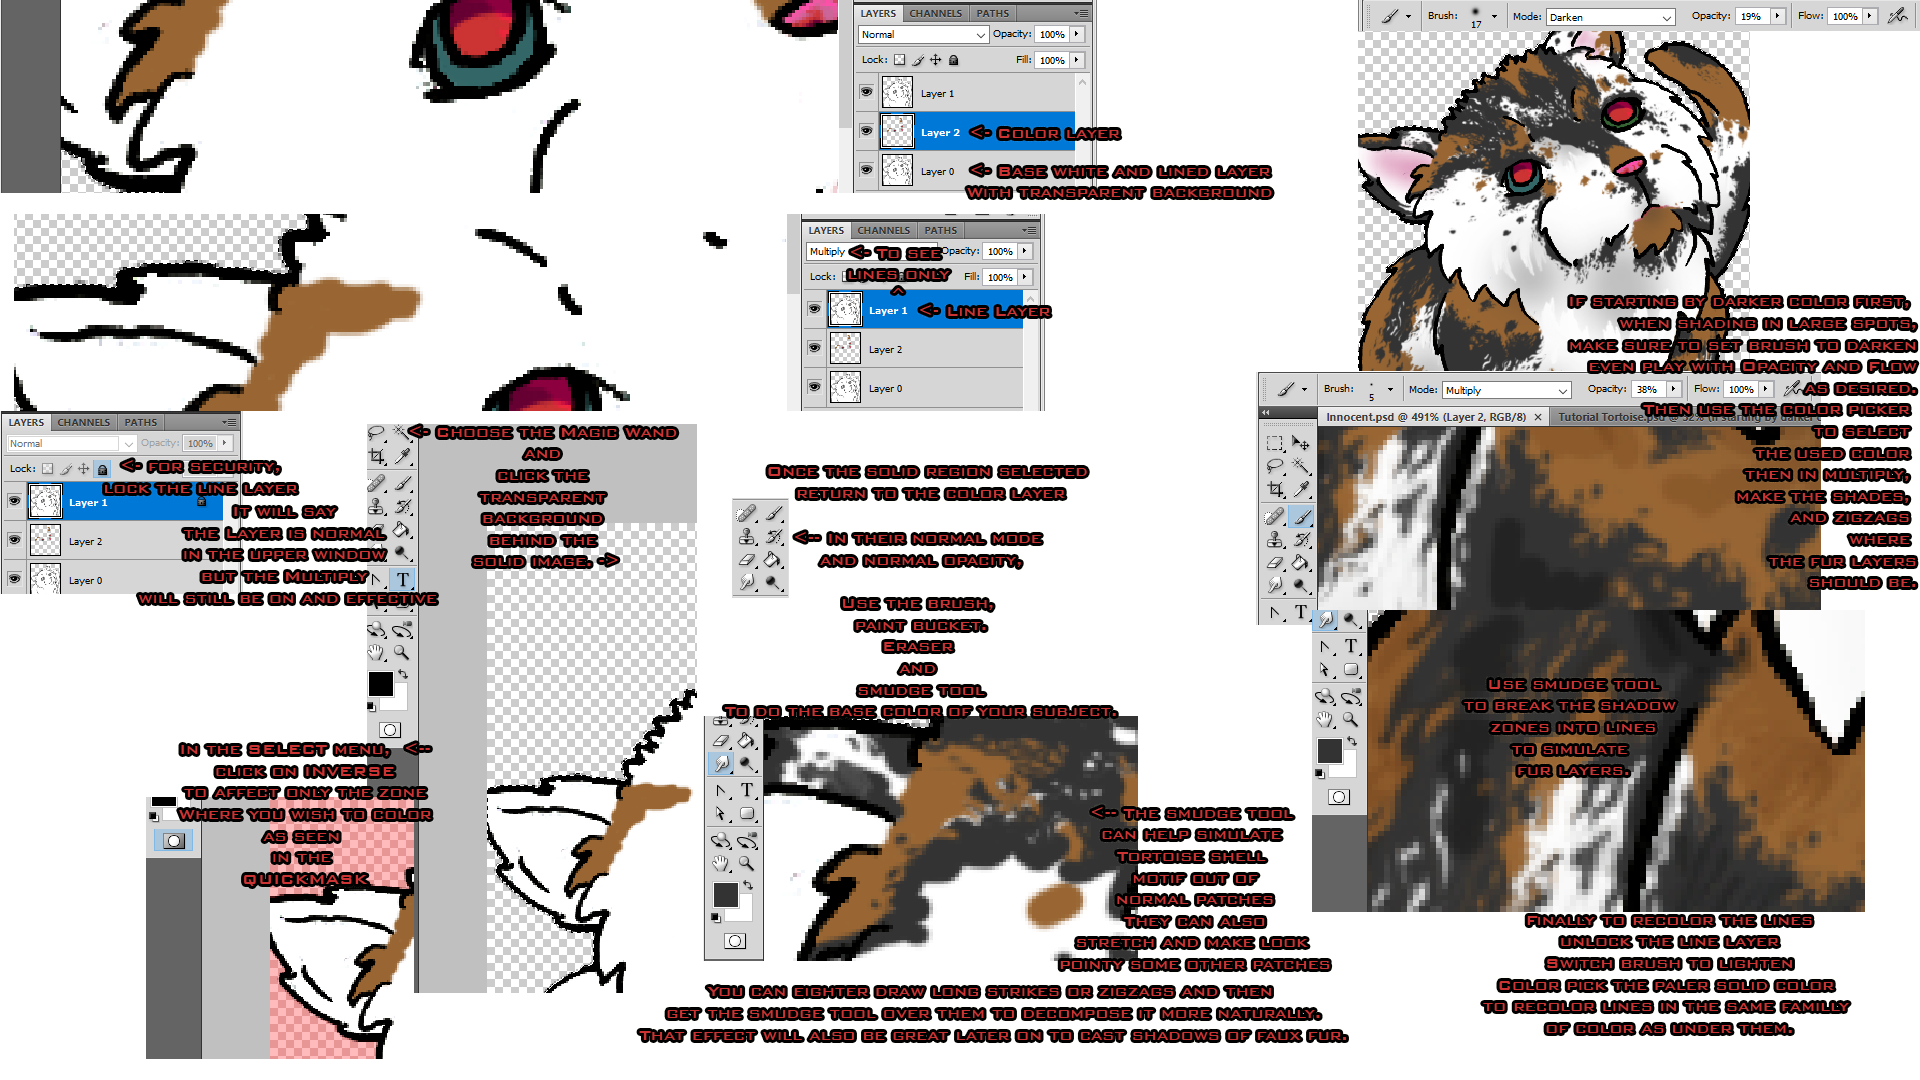 LAYERS CHANNELS PATHS
Normal Opacity: 100%
Lock: Fill: 100%
Layer 1
Layer 2 <- Color layer
Layer 0 <- Base white and lined layer
With transparent background
LAYERS CHANNELS PATHS
Multiply <- To see Opacity: 100%
Lock: lines only Fill: 100%
^
Layer 1 <- Line Layer
Layer 2
Layer 0
LAYERS CHANNELS PATHS
Normal Opacity: 100%
Lock: <- for security,
lock the line layer
Layer 1
It will say
the Layer is normal
Layer 2
in the upper window
but the Multiply
Layer 0
will still be on and effective
<- Choose the Magic Wand
and
click the
transparent
background
behind the
solid image. ->
T
In the select menu, <--
click on inverse
to affect only the zone
Where you wish to color
as seen
in the
quickmask
Once the solid region selected
return to the color layer
<-- in their normal mode
and normal opacity,
Use the brush,
paint bucket.
Eraser
and
smudge tool
To do the base color of your subject.
T
<-- The smudge tool
can help simulate
Tortoise shell
motif out of
normal patches
They can also
stretch and make look
pointy some other patches
You can eighter draw long strikes or zigzags and then
get the smudge tool over them to decompose it more naturally.
That effect will also be great later on to cast shadows of faux fur.
Brush: 17 Mode: Darken Opacity: 19% Flow: 100%
If starting by darker color first,
when shading in large spots,
make sure to set brush to darken
even play with Opacity and Flow
as desired.
Then use the color picker
to select
the used color
then in multiply,
make the shades,
and zigzags
where
the fur layers
should be.
Brush: 5 Mode: Multiply Opacity: 38% Flow: 100%
Innocent.psd @ 491% (Layer 2, RGB/8) × Tutorial Tortoise.psd @ 52% (If starting by darker
T
T
Use smudge tool
to break the shadow
zones into lines
to simulate
fur layers.
Finally to recolor the lines
unlock the line layer
Switch brush to lighten
Color pick the paler solid color
to recolor lines in the same familly
of color as under them.